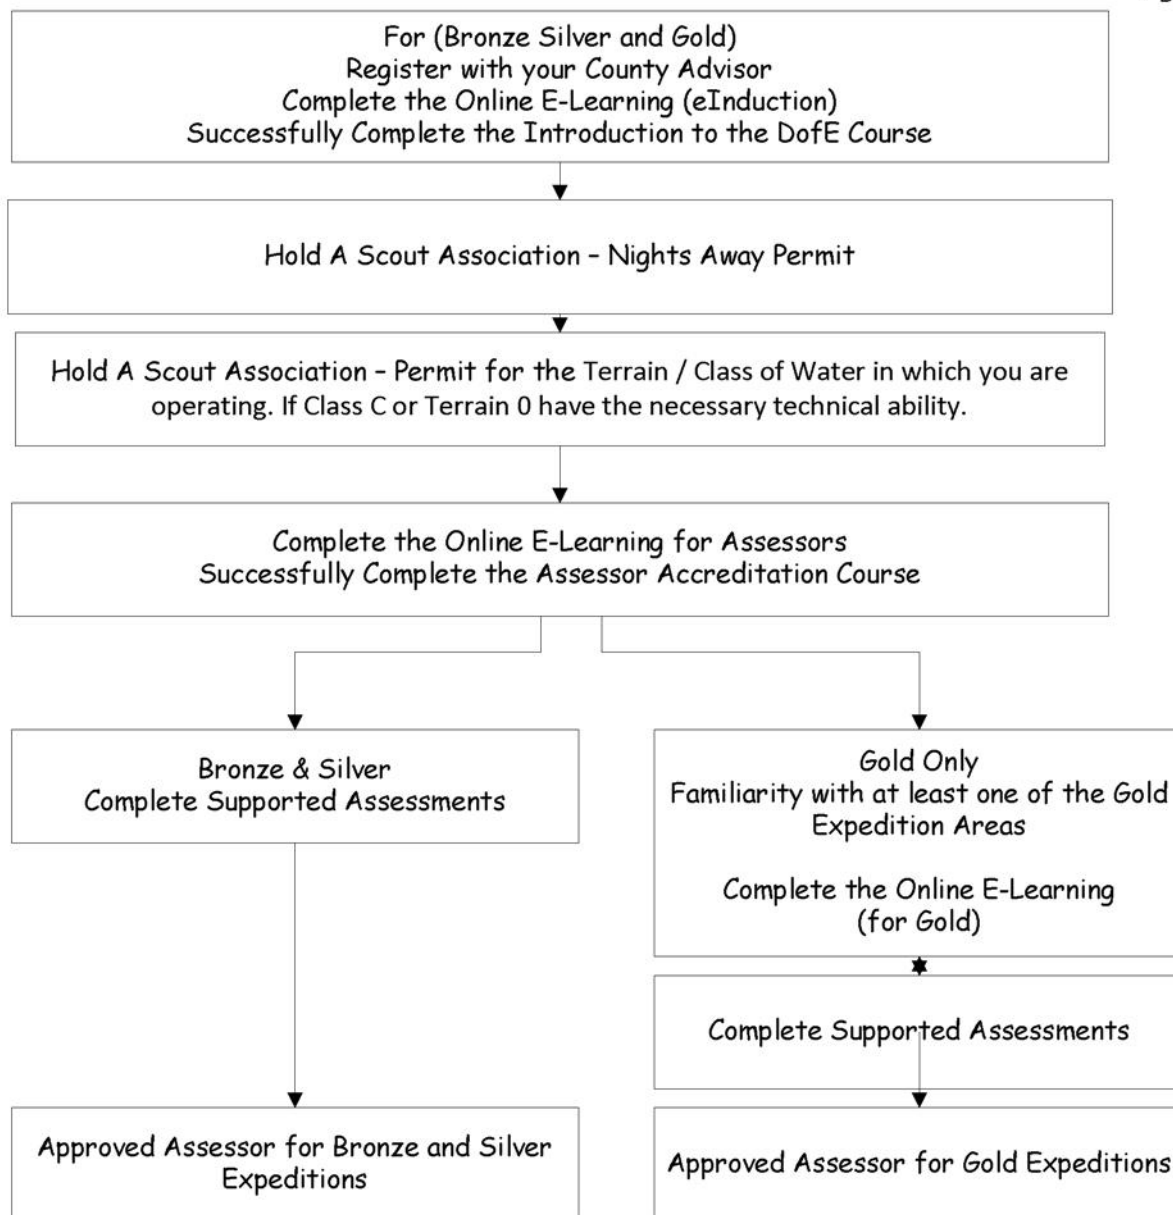 For (Bronze Silver and Gold)
Register with your County Advisor
Complete the Online E-Learning (eInduction)
Successfully Complete the Introduction to the DofE Course
Hold A Scout Association – Nights Away Permit
Hold A Scout Association – Permit for the Terrain / Class of Water in which you are
operating. If Class C or Terrain 0 have the necessary technical ability.
Complete the Online E-Learning for Assessors
Successfully Complete the Assessor Accreditation Course
Bronze & Silver
Complete Supported Assessments
Gold Only
Familiarity with at least one of the Gold
Expedition Areas
Complete the Online E-Learning
(for Gold)
Complete Supported Assessments
Approved Assessor for Bronze and Silver
Expeditions
Approved Assessor for Gold Expeditions